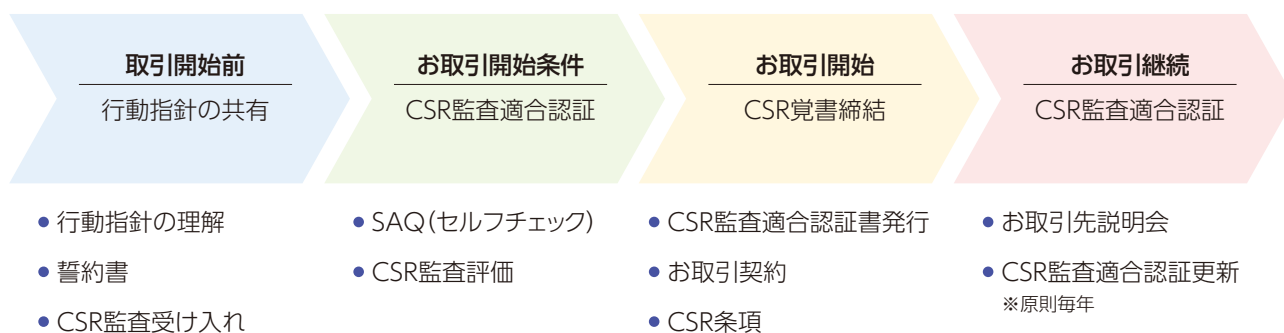 取引開始前
行動指針の共有
お取引開始条件
CSR監査適合認証
お取引開始
CSR覚書締結
お取引継続
CSR監査適合認証
• 行動指針の理解
• 誓約書
• CSR監査受け入れ
• SAQ(セルフチェック)
• CSR監査評価
• CSR監査適合認証書発行
• お取引契約
• CSR条項
• お取引先説明会
• CSR監査適合認証更新
※原則毎年